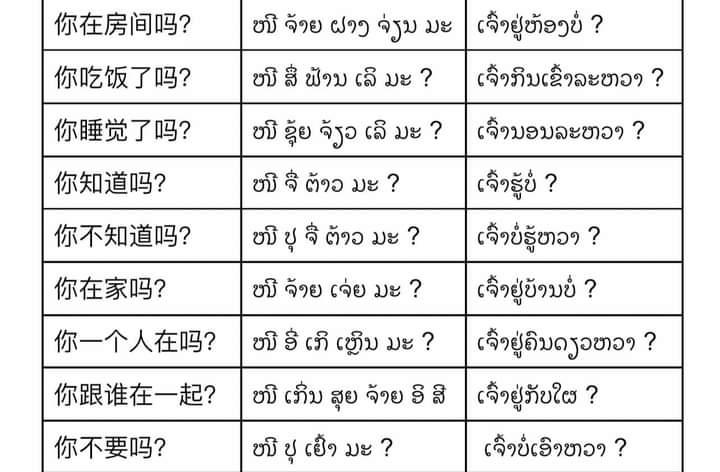 你在房间吗? ໜີ ຈ້າຍ ຝາງ ຈ່ຽນ ມະ ເຈົ້າຢູ່ຫ້ອງບໍ່ ?
你吃饭了吗? ໜີ ສື່ ຟ້ານ ເລິ ມະ ? ເຈົ້າກິນເຂົ້າລະຫວາ ?
你睡觉了吗? ໜີ ຊຸ້ຍ ຈ້ຽວ ເລິ ມະ ? ເຈົ້ານອນລະຫວາ ?
你知道吗? ໜີ ຈື່ ຕ້າວ ມະ ? ເຈົ້າຮູ້ບໍ່ ?
你不知道吗? ໜີ ປຸ ຈື່ ຕ້າວ ມະ ? ເຈົ້າບໍ່ຮູ້ຫວາ ?
你在家吗? ໜີ ຈ້າຍ ເຈ່ຍ ມະ ? ເຈົ້າຢູ່ບ້ານບໍ່ ?
你一个人在吗? ໜີ ອີ່ ເກິ ເຫຼິນ ມະ ? ເຈົ້າຢູ່ຄົນດຽວຫວາ ?
你跟谁在一起? ໜີ ເກິ່ນ ສຸຍ ຈ້າຍ ອິ ສີ ເຈົ້າຢູ່ກັບໃຜ ?
你不要吗? ໜີ ປຸ ເຢົ້າ ມະ ? ເຈົ້າບໍ່ເອົາຫວາ ?